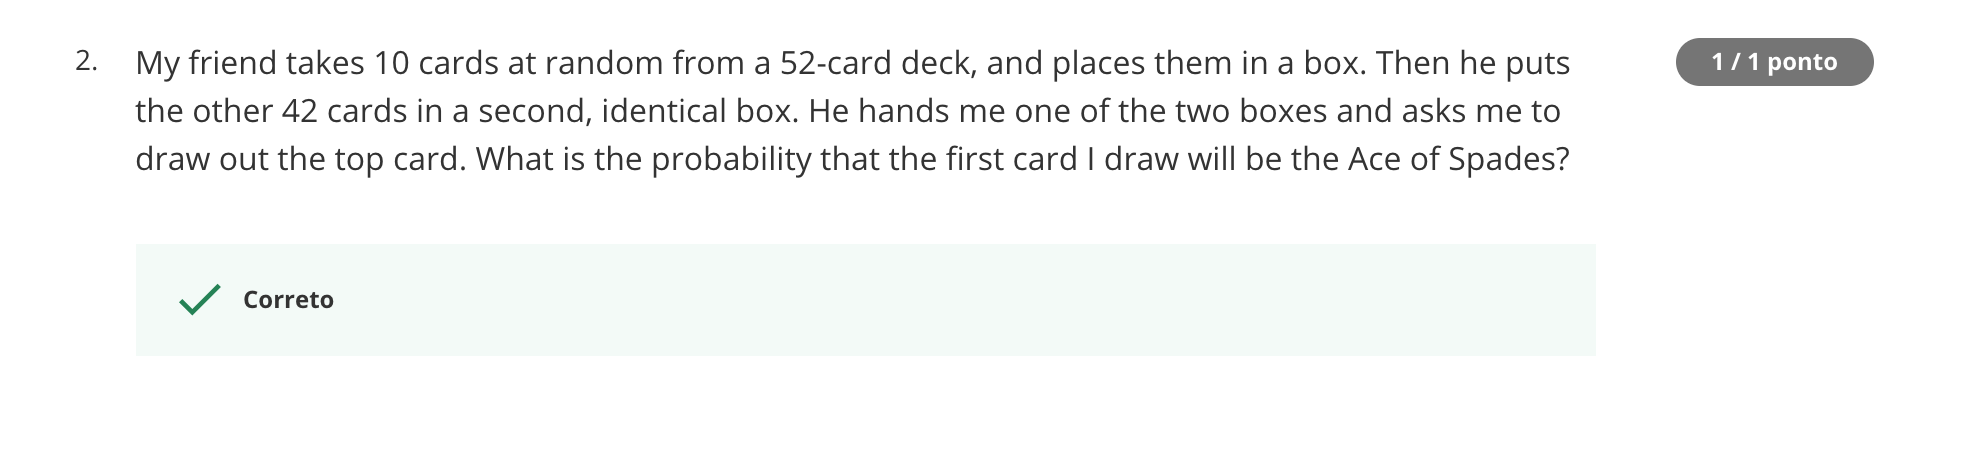 2. My friend takes 10 cards at random from a 52-card deck, and places them in a box. Then he puts
1 / 1 ponto
the other 42 cards in a second, identical box. He hands me one of the two boxes and asks me to
draw out the top card. What is the probability that the first card I draw will be the Ace of Spades?
Correto